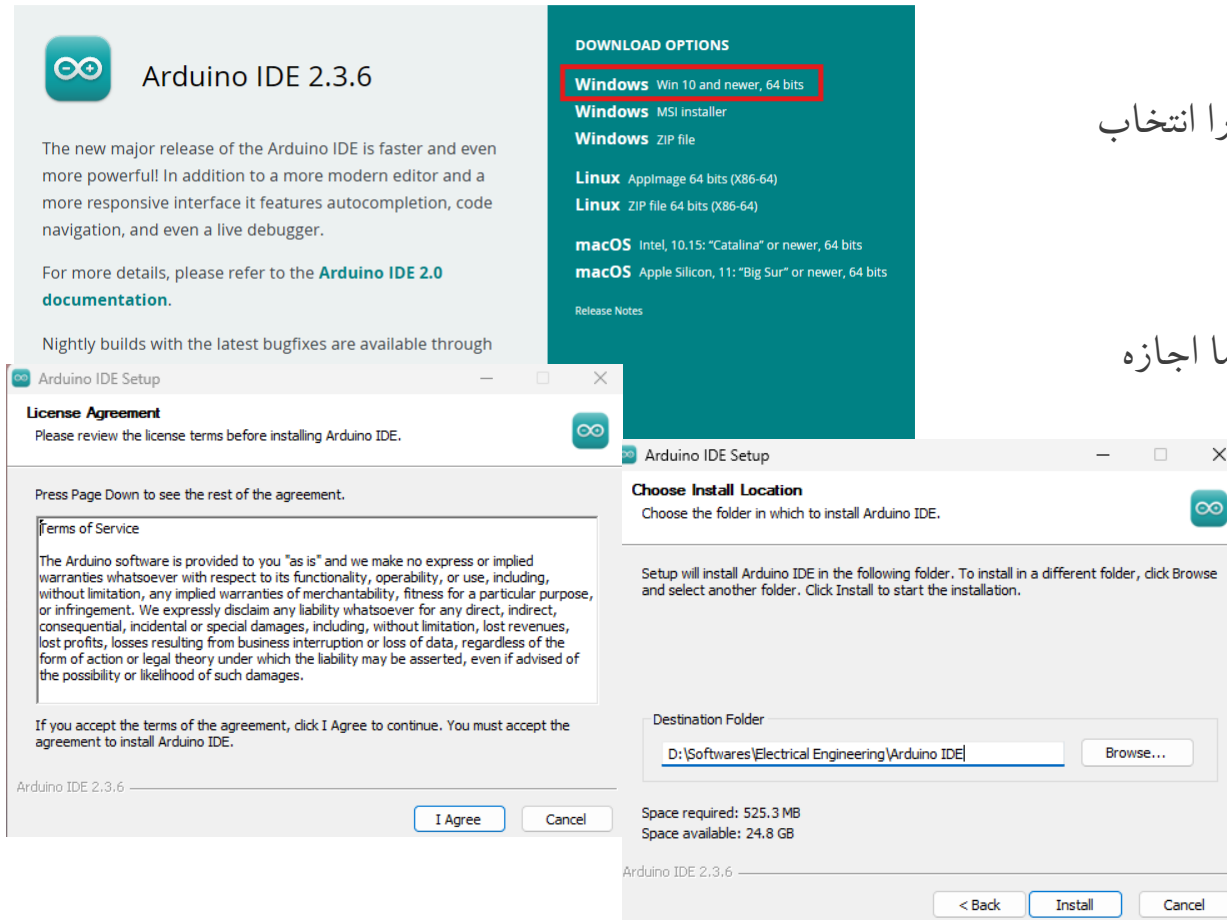 Arduino IDE 2.3.6
The new major release of the Arduino IDE is faster and even
more powerful! In addition to a more modern editor and a
more responsive interface it features autocompletion, code
navigation, and even a live debugger.
For more details, please refer to the Arduino IDE 2.0
documentation.
Nightly builds with the latest bugfixes are available through
DOWNLOAD OPTIONS
Windows Win 10 and newer, 64 bits
Windows MSI installer
Windows ZIP file
Linux AppImage 64 bits (X86-64)
Linux ZIP file 64 bits (X86-64)
macOS Intel, 10.15: “Catalina” or newer, 64 bits
macOS Apple Silicon, 11: “Big Sur” or newer, 64 bits
Release Notes
را انتخاب
اجازه
Arduino IDE Setup
License Agreement
Please review the license terms before installing Arduino IDE.
Press Page Down to see the rest of the agreement.
Terms of Service
The Arduino software is provided to you "as is" and we make no express or implied
warranties whatsoever with respect to its functionality, operability, or use, including,
without limitation, any implied warranties of merchantability, fitness for a particular purpose,
or infringement. We expressly disclaim any liability whatsoever for any direct, indirect,
consequential, incidental or special damages, including, without limitation, lost revenues,
lost profits, losses resulting from business interruption or loss of data, regardless of the
form of action or legal theory under which the liability may be asserted, even if advised of
the possibility or likelihood of such damages.
If you accept the terms of the agreement, click I Agree to continue. You must accept the
agreement to install Arduino IDE.
Arduino IDE 2.3.6
I Agree
Cancel
Arduino IDE Setup
Choose Install Location
Choose the folder in which to install Arduino IDE.
Setup will install Arduino IDE in the following folder. To install in a different folder, click Browse
and select another folder. Click Install to start the installation.
Destination Folder
D:\Softwares\Electrical Engineering\Arduino IDE
Browse...
Space required: 525.3 MB
Space available: 24.8 GB
Arduino IDE 2.3.6
< Back
Install
Cancel